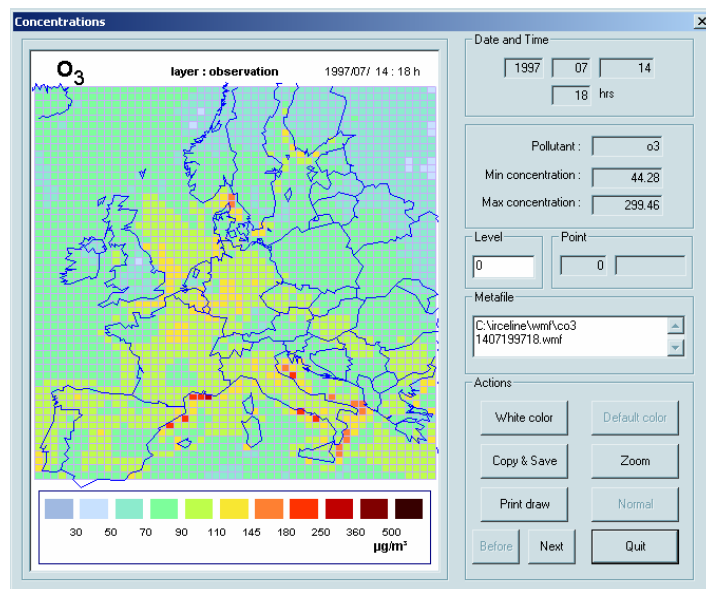 Concentrations
O3 layer : observation 1997/07/ 14 : 18 h
30 50 70 90 110 145 180 250 360 500
µg/m³
Date and Time
1997 07 14
18 hrs
Pollutant : o3
Min concentration : 44.28
Max concentration : 299.46
Level
0
Point
0
Metafile
C:\irceline\wmf\co3
1407199718.wmf
Actions
White color Default color
Copy & Save Zoom
Print draw Normal
Before Next Quit